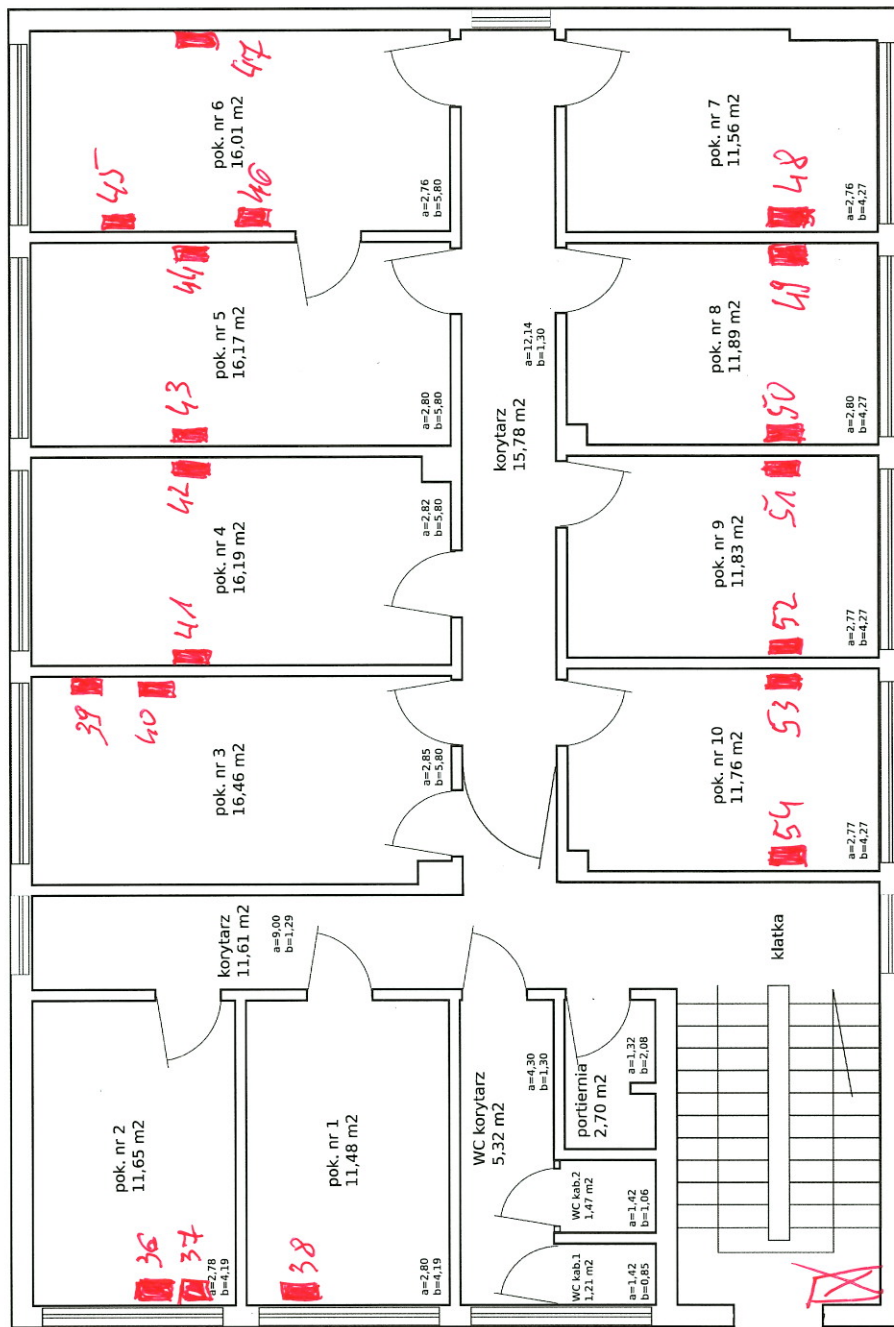 pok. nr 2
11,65 m2
36
37
a=2,78
b=4,19
pok. nr 1
11,48 m2
38
a=2,80
b=4,19
WC korytarz
5,32 m2
a=4,30
b=1,30
WC kab.1
1,21 m2
a=1,42
b=0,85
WC kab.2
1,47 m2
a=1,42
b=1,06
portiernia
2,70 m2
a=1,32
b=2,08
korytarz
11,61 m2
a=9,00
b=1,29
klatka
pok. nr 3
16,46 m2
39
40
a=2,85
b=5,80
pok. nr 4
16,19 m2
41
42
a=2,82
b=5,80
pok. nr 5
16,17 m2
43
44
a=2,80
b=5,80
pok. nr 6
16,01 m2
45
46
47
a=2,76
b=5,80
korytarz
15,78 m2
a=12,14
b=1,30
pok. nr 10
11,76 m2
54
53
a=2,77
b=4,27
pok. nr 9
11,83 m2
52
51
a=2,77
b=4,27
pok. nr 8
11,89 m2
50
49
a=2,80
b=4,27
pok. nr 7
11,56 m2
48
a=2,76
b=4,27